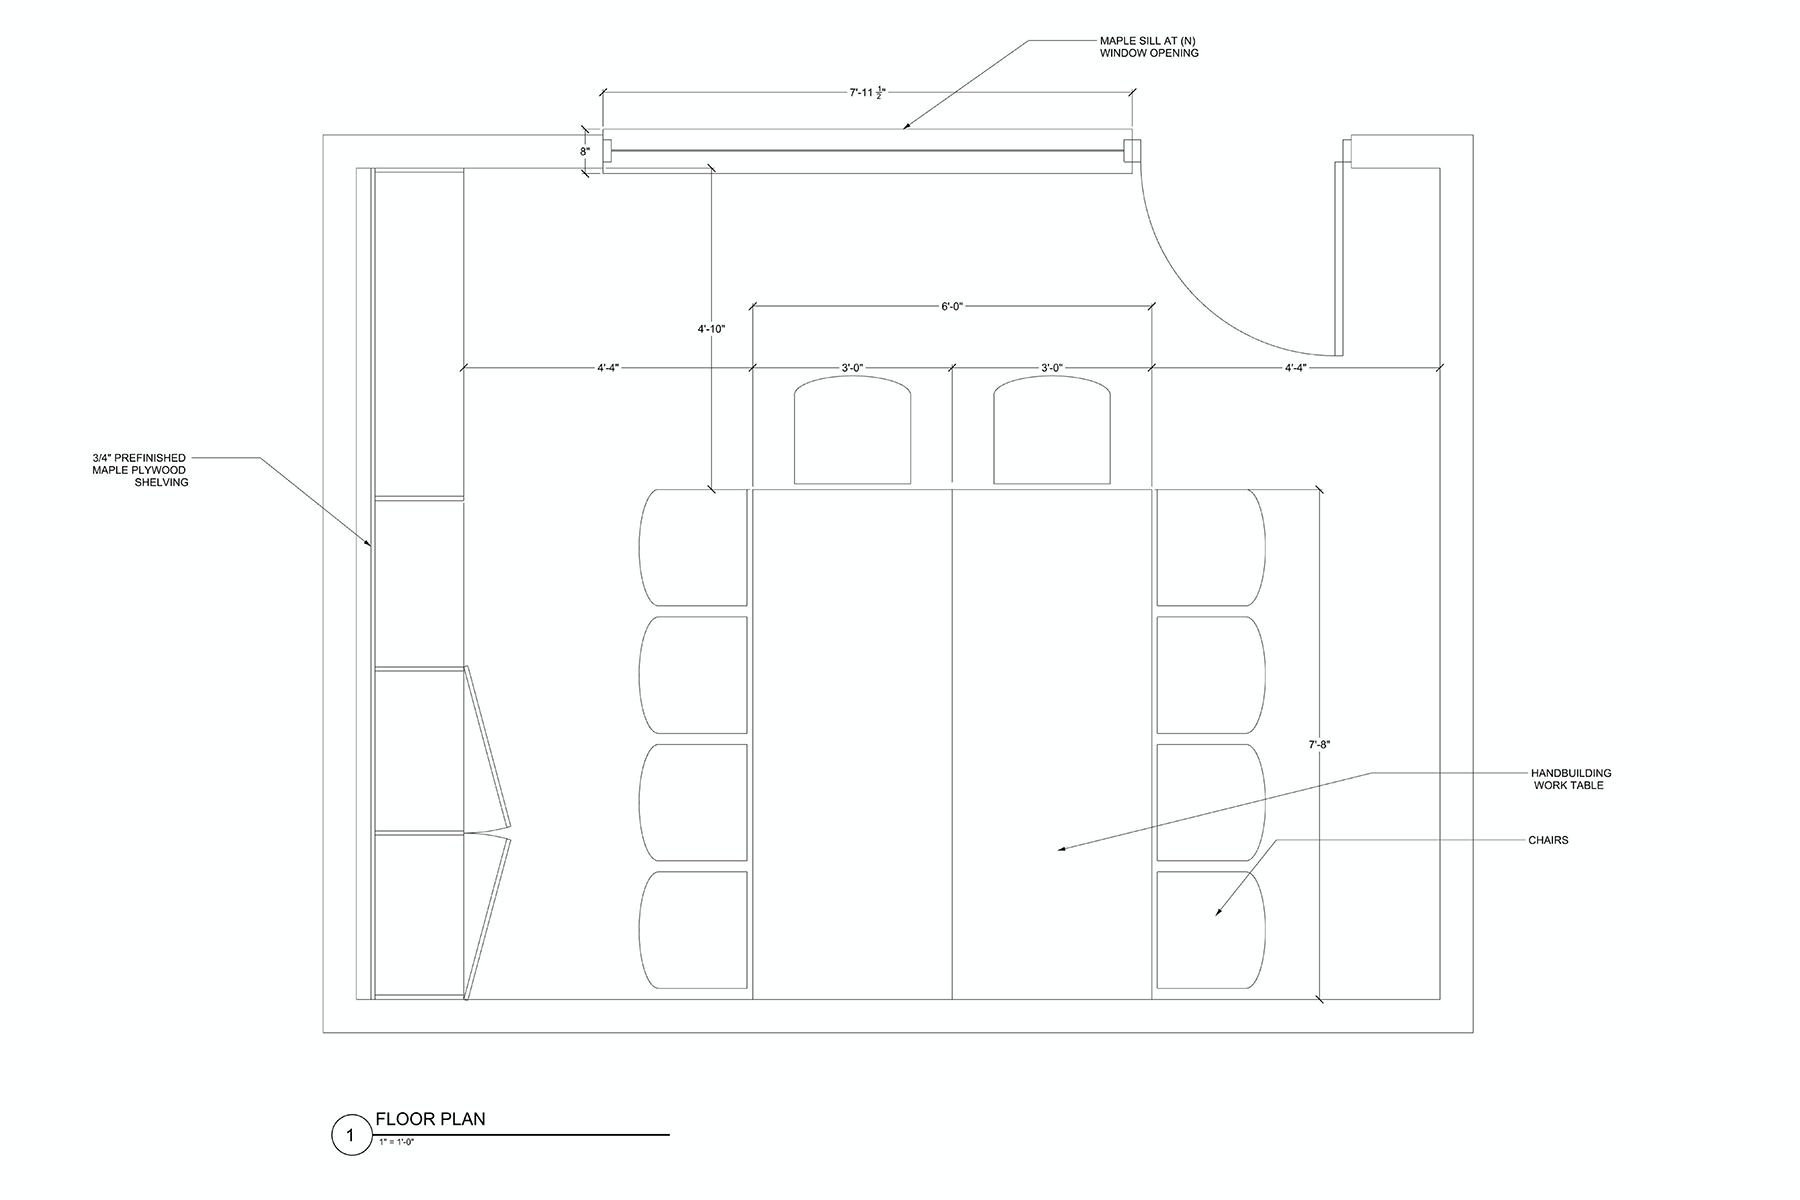 MAPLE SILL AT (N)
WINDOW OPENING
7'-11 1/2"
8"
6'-0"
4'-10"
4'-4"
3'-0"
3'-0"
4'-4"
3/4" PREFINISHED
MAPLE PLYWOOD
SHELVING
7'-8"
HANDBUILDING
WORK TABLE
CHAIRS
1
FLOOR PLAN
1" = 1'-0"